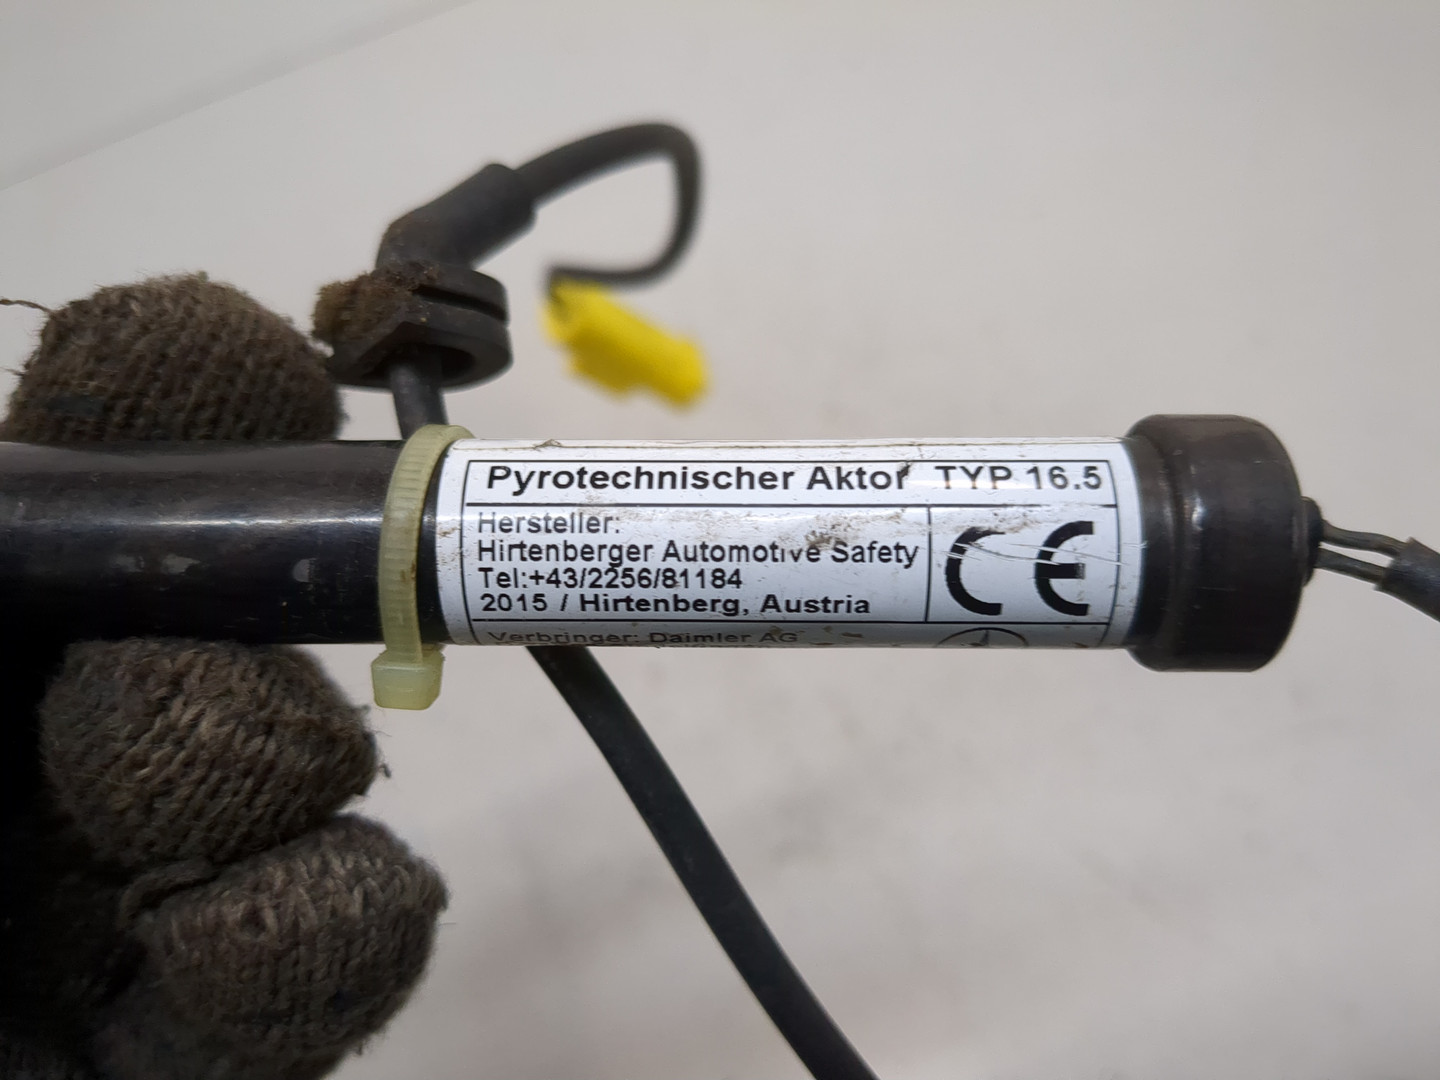 Pyrotechnischer Aktor TYP 16.5
Hersteller:
Hirtenberger Automotive Safety
Tel:+43/2256/81184
2015 / Hirtenberg, Austria
CE
Verbringer: Daimler AG